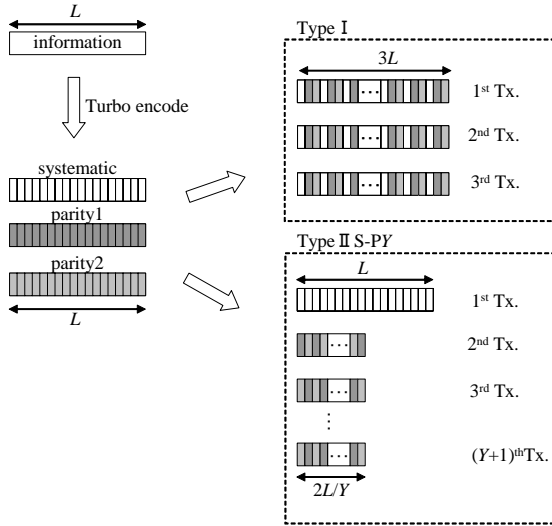 L
information
Turbo encode
systematic
parity1
parity2
L
Type I
3L
1st Tx.
2nd Tx.
3rd Tx.
Type II S-PY
L
1st Tx.
2nd Tx.
3rd Tx.
(Y+1)thTx.
2L/Y